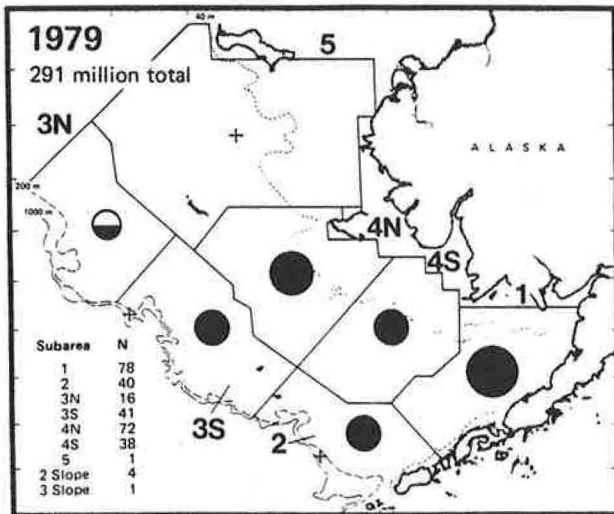 40 m
1979
5
291 million total
3N
ALASKA
200 m
1000 m
4N
4S
1
Subarea N
1 78
2 40
3N 16
3S 41
4N 72
4S 38
5 1
2 Slope 4
3 Slope 1
3S
2